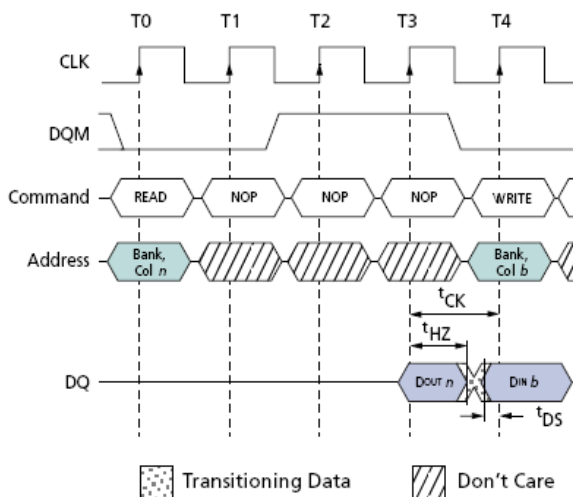 T0 T1 T2 T3 T4
CLK
DQM
Command READ NOP NOP NOP WRITE
Address Bank, Col n Bank, Col b
tCK
tHZ
DQ DOUT n DIN b
tDS
Transitioning Data Don't Care